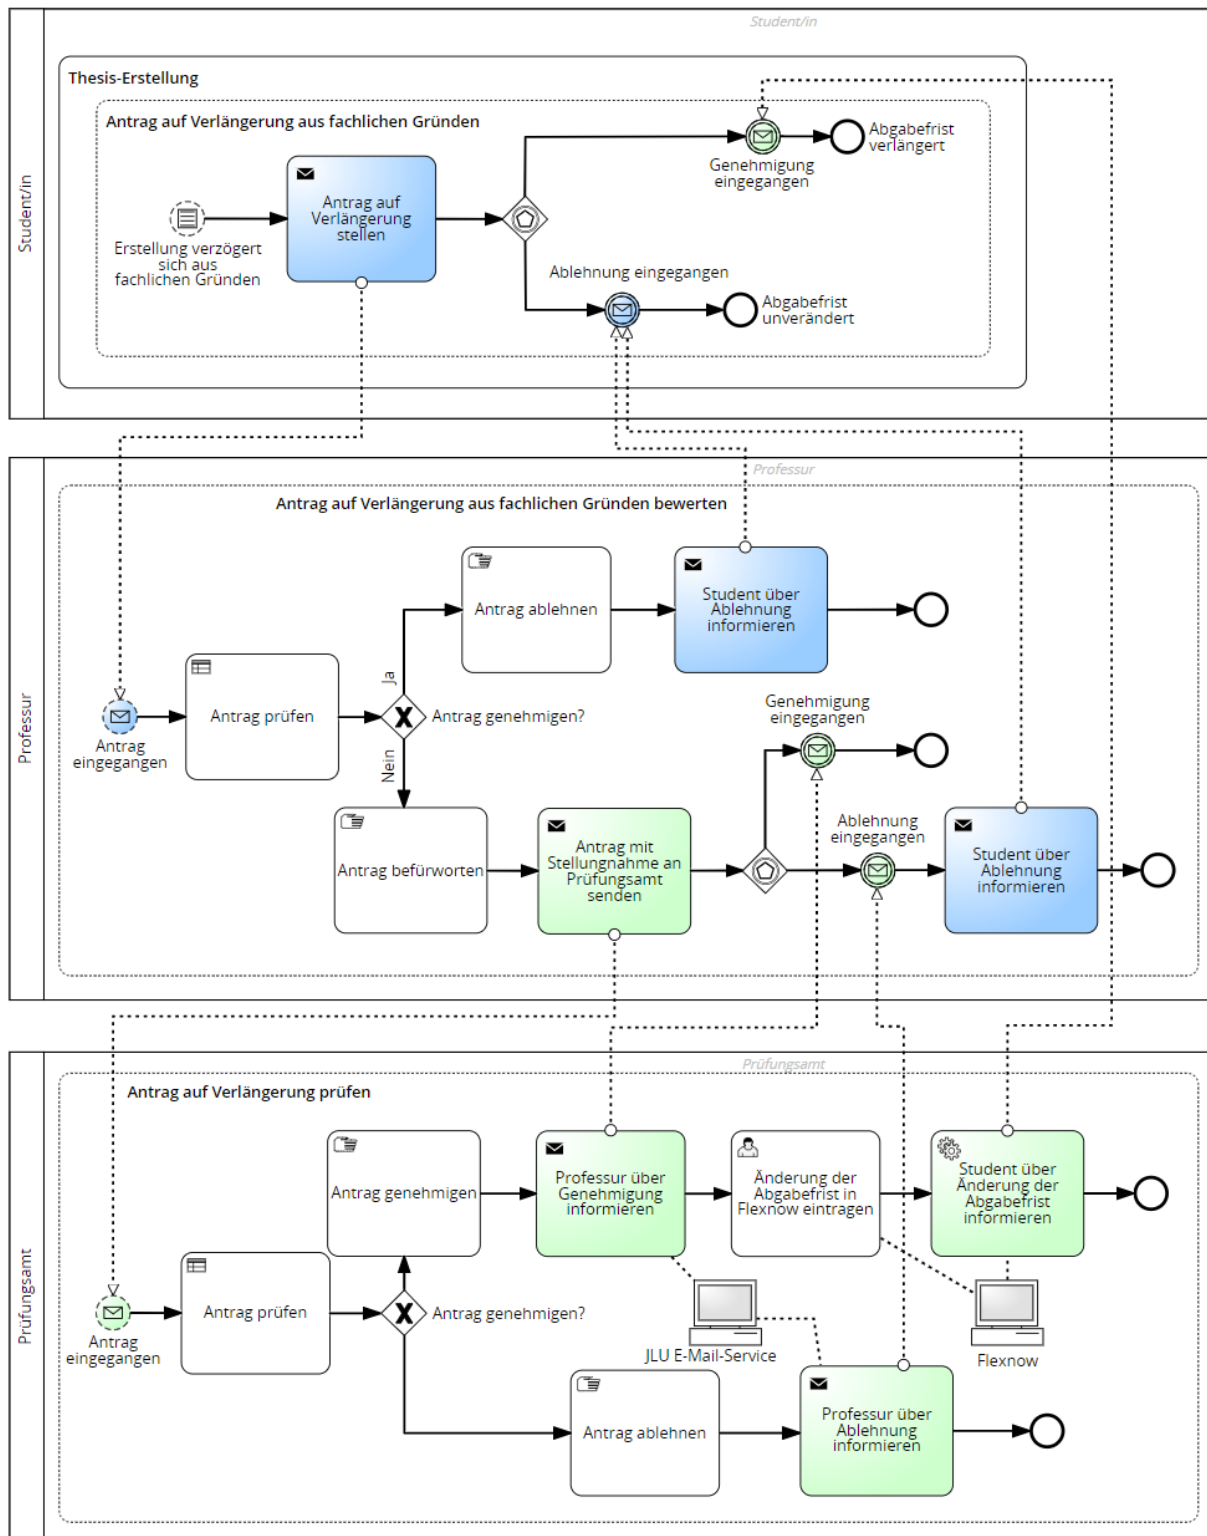 Student/in
Student/in
Thesis-Erstellung
Antrag auf Verlängerung aus fachlichen Gründen
Abgabefrist
verlängert
Genehmigung
eingegangen
Antrag auf
Verlängerung
stellen
Erstellung verzögert
sich aus
fachlichen Gründen
Ablehnung eingegangen
Abgabefrist
unverändert
Professur
Professur
Antrag auf Verlängerung aus fachlichen Gründen bewerten
Antrag ablehnen
Student über
Ablehnung
informieren
Ja
Antrag prüfen
Antrag genehmigen?
Genehmigung
eingegangen
Antrag
eingegangen
Nein
Antrag befürworten
Antrag mit
Stellungnahme an
Prüfungsamt
senden
Ablehnung
eingegangen
Student über
Ablehnung
informieren
Prüfungsamt
Prüfungsamt
Antrag auf Verlängerung prüfen
Antrag genehmigen
Professur über
Genehmigung
informieren
Änderung der
Abgabefrist in
Flexnow eintragen
Student über
Änderung der
Abgabefrist
informieren
Antrag prüfen
Antrag genehmigen?
Antrag
eingegangen
JLU E-Mail-Service
Flexnow
Antrag ablehnen
Professur über
Ablehnung
informieren